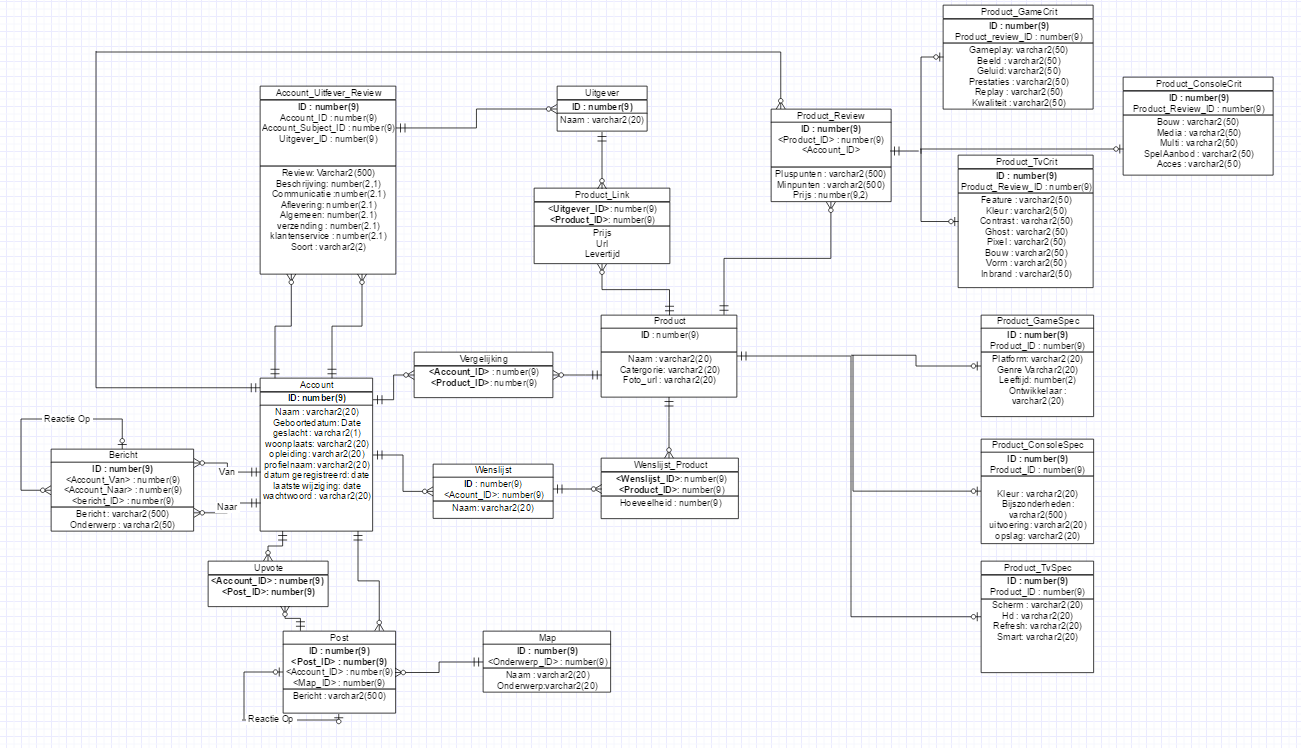 Product_GameCrit
ID : number(9)
Product_review_ID : number(9)
Gameplay: varchar2(50)
Beeld : varchar2(50)
Geluid: varchar2(50)
Prestaties : varchar2(50)
Replay : varchar2(50)
Kwaliteit : varchar2(50)
Product_ConsoleCrit
ID : number(9)
Product_Review_ID : number(9)
Bouw : varchar2(50)
Media : varchar2(50)
Multi : varchar2(50)
SpelAanbod : varchar2(50)
Acces : varchar2(50)
Account_Uitfever_Review
ID : number(9)
Account_ID : number(9)
Account_Subject_ID : number(9)
Uitgever_ID : number(9)
Review: Varchar2(500)
Beschrijving: number(2,1)
Communicatie :number(2.1)
Aflevering: number(2.1)
Algemeen: number(2.1)
verzending : number(2.1)
klantenservice : number(2.1)
Soort : varchar2(2)
Uitgever
ID : number(9)
Naam : varchar2(20)
Product_Review
ID : number(9)
<Product_ID> : number(9)
<Account_ID>
Pluspunten : varchar2(500)
Minpunten : varchar2(500)
Prijs : number(9,2)
Product_TvCrit
ID : number(9)
Product_Review_ID : number(9)
Feature : varchar2(50)
Kleur : varchar2(50)
Contrast : varchar2(50)
Ghost : varchar2(50)
Pixel : varchar2(50)
Bouw : varchar2(50)
Vorm : varchar2(50)
Inbrand : varchar2(50)
Product_Link
<Uitgever_ID>: number(9)
<Product_ID>: number(9)
Prijs
Url
Levertijd
Product
ID : number(9)
Naam : varchar2(20)
Catergorie: varchar2(20)
Foto_url : varchar2(20)
Product_GameSpec
ID : number(9)
Product_ID : number(9)
Platform: varchar2(20)
Genre Varchar2(20)
Leeftijd: number(2)
Ontwikkelaar :
varchar2(20)
Vergelijking
<Account_ID>: number(9)
<Product_ID>: number(9)
Account
ID: number(9)
Naam : varchar2(20)
Geboortedatum: Date
geslacht : varchar2(1)
woonplaats: varchar2(20)
opleiding: varchar2(20)
profielnaam: varchar2(20)
datum geregistreerd: date
laatste wijziging: date
wachtwoord : varchar2(20)
Reactie Op
Bericht
ID : number(9)
<Account_Van> : number(9)
<Account_Naar> : number(9)
<bericht_ID> : number(9)
Bericht : varchar2(500)
Onderwerp : varchar2(50)
Van
Naar
Wenslijst
ID : number(9)
<Acount_ID>: number(9)
Naam: varchar2(20)
Wenslijst_Product
<Wenslijst_ID> : number(9)
<Product_ID> : number(9)
Hoeveelheid : number(9)
Product_ConsoleSpec
ID : number(9)
Product_ID : number(9)
Kleur : varchar2(20)
Bijszonderheden :
varchar2(500)
uitvoering : varchar2(20)
opslag : varchar2(20)
Upvote
<Account_ID> : number(9)
<Post_ID>: number(9)
Product_TvSpec
ID : number(9)
Product_ID : number(9)
Scherm : varchar2(20)
Hd : varchar2(20)
Refresh: varchar2(20)
Smart: varchar2(20)
Post
ID : number(9)
<Post_ID> : number(9)
<Account_ID> : number(9)
<Map_ID> : number(9)
Bericht : varchar2(500)
Reactie Op
Map
ID : number(9)
<Onderwerp_ID> : number(9)
Naam : varchar2(20)
Onderwerp:varchar2(20)